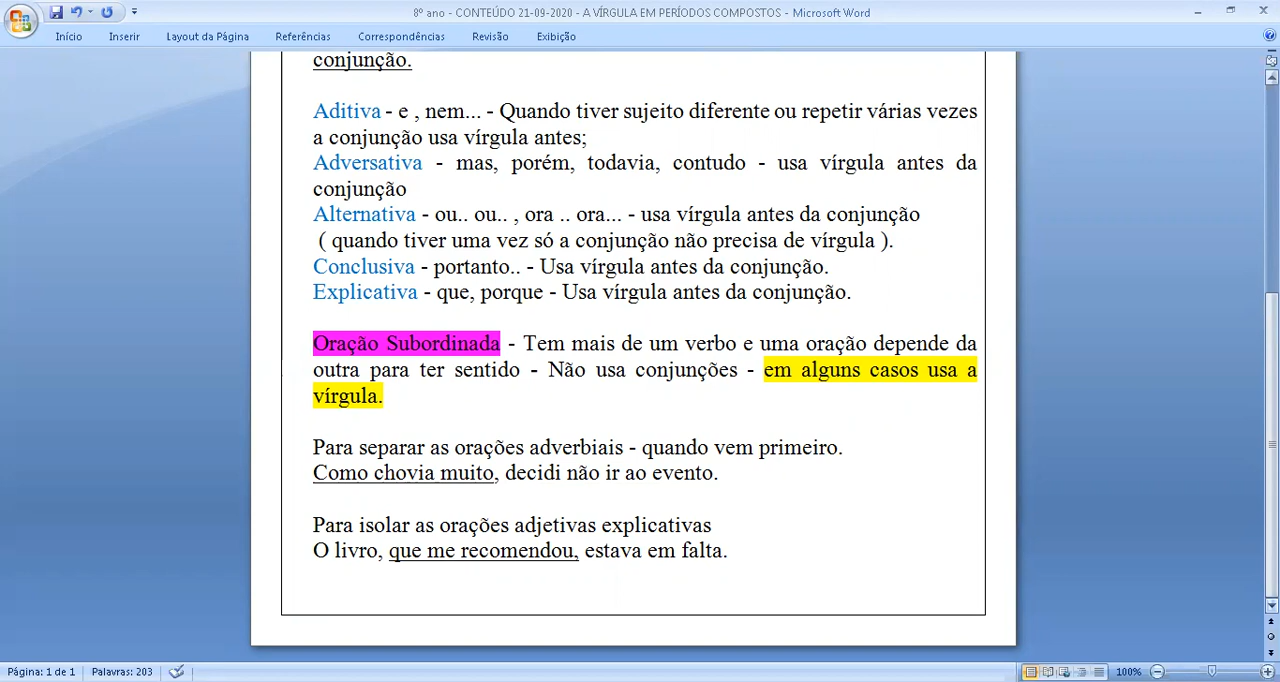 8º ano - CONTEÚDO 21-09-2020 - A VÍRGULA EM PERÍODOS COMPOSTOS - Microsoft Word
Início Inserir Layout da Página Referências Correspondências Revisão Exibição
conjunção.
Aditiva - e , nem... - Quando tiver sujeito diferente ou repetir várias vezes
a conjunção usa vírgula antes;
Adversativa - mas, porém, todavia, contudo - usa vírgula antes da
conjunção
Alternativa - ou.. ou.. , ora .. ora... - usa vírgula antes da conjunção
( quando tiver uma vez só a conjunção não precisa de vírgula ).
Conclusiva - portanto.. - Usa vírgula antes da conjunção.
Explicativa - que, porque - Usa vírgula antes da conjunção.
Oração Subordinada - Tem mais de um verbo e uma oração depende da
outra para ter sentido - Não usa conjunções - em alguns casos usa a
vírgula.
Para separar as orações adverbiais - quando vem primeiro.
Como chovia muito, decidi não ir ao evento.
Para isolar as orações adjetivas explicativas
O livro, que me recomendou, estava em falta.
Página: 1 de 1 Palavras: 203 100%